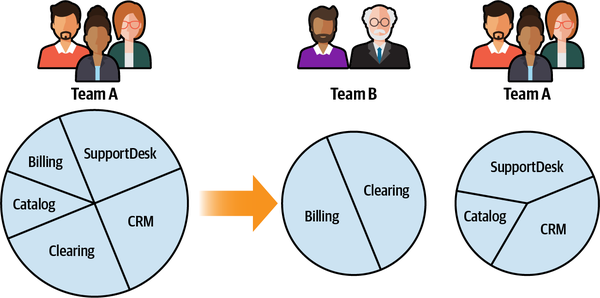 Team A
Team B
Team A
Billing
SupportDesk
Catalog
CRM
Clearing
Billing
Clearing
SupportDesk
Catalog
CRM